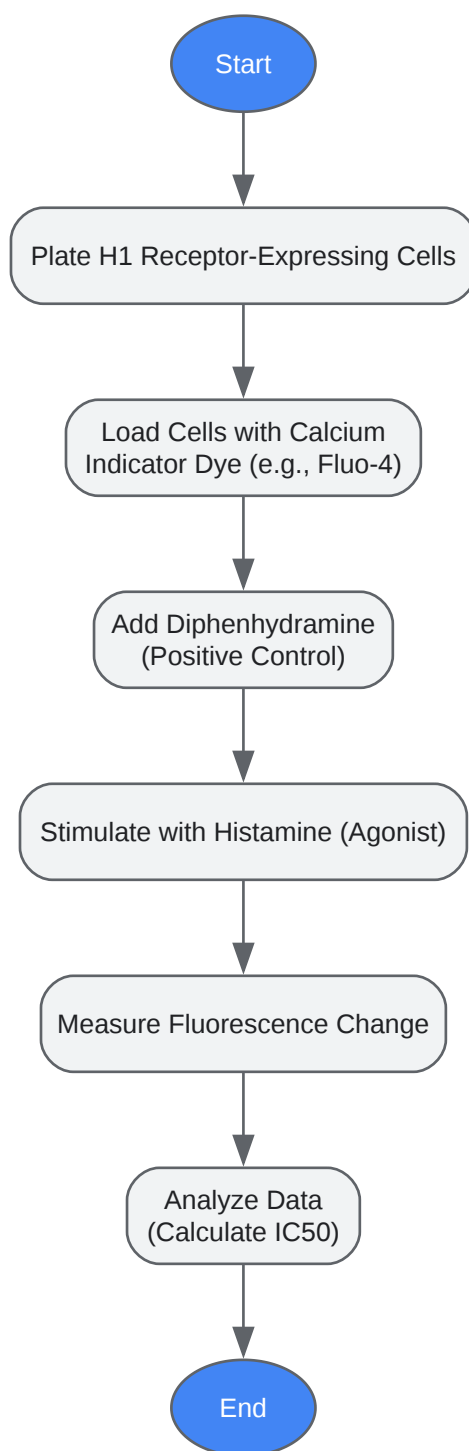 Start
Plate H1 Receptor-Expressing Cells
Load Cells with Calcium
Indicator Dye (e.g., Fluo-4)
Add Diphenhydramine
(Positive Control)
Stimulate with Histamine (Agonist)
Measure Fluorescence Change
Analyze Data
(Calculate IC50)
End